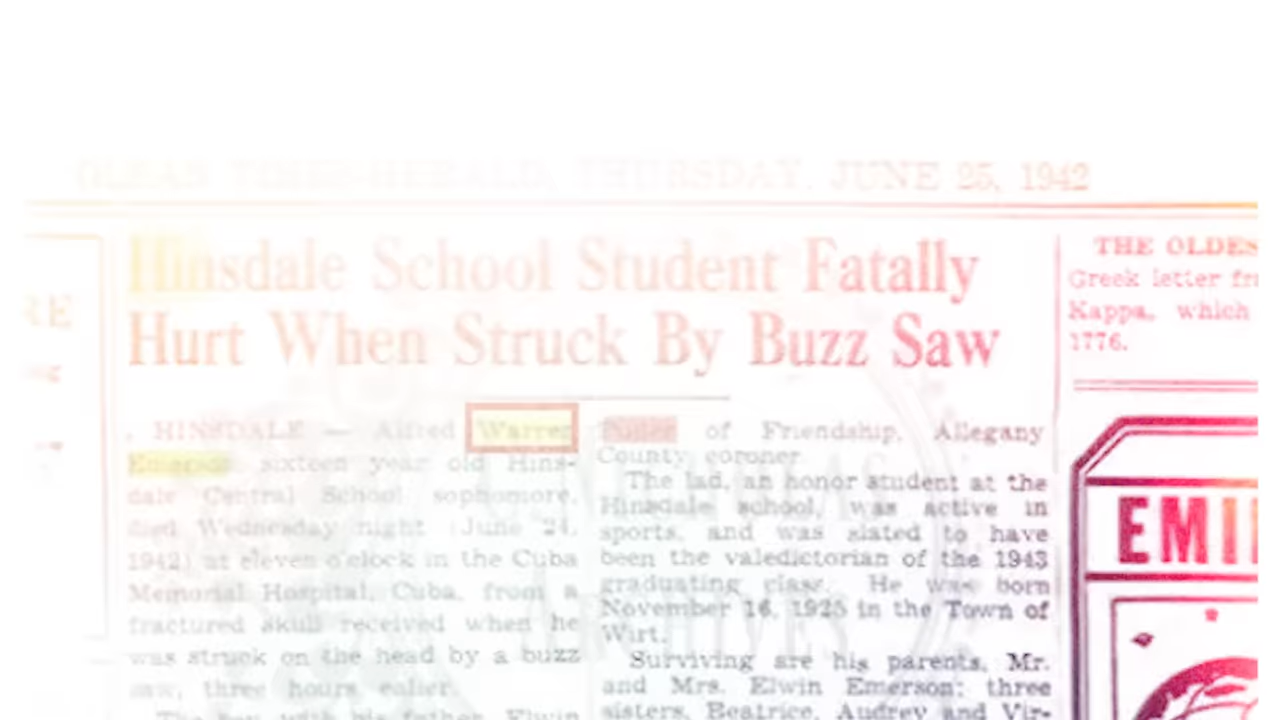 OLEAN TIMES-HERALD, THURSDAY, JUNE 25, 1942
RE
Hinsdale School Student Fatally
Hurt When Struck By Buzz Saw
HINSDALE — Alfred Warren
Emerson, sixteen year old Hins-
dale Central School sophomore,
died Wednesday night (June 24,
1942) at eleven o'clock in the Cuba
Memorial Hospital, Cuba, from a
fractured skull received when he
was struck on the head by a buzz
saw, three hours ealier.
The boy, with his father, Elwin
of Friendship, Allegany
County coroner.
The lad, an honor student at the
Hinsdale school, was active in
sports, and was slated to have
been the valedictorian of the 1943
graduating class. He was born
November 16, 1925 in the Town of
Wirt.
Surviving are his parents, Mr.
and Mrs. Elwin Emerson; three
sisters, Beatrice, Audrey and Vir-
THE OLDES
Greek letter fr
Kappa, which
1776.
EMI
ARCHIVES